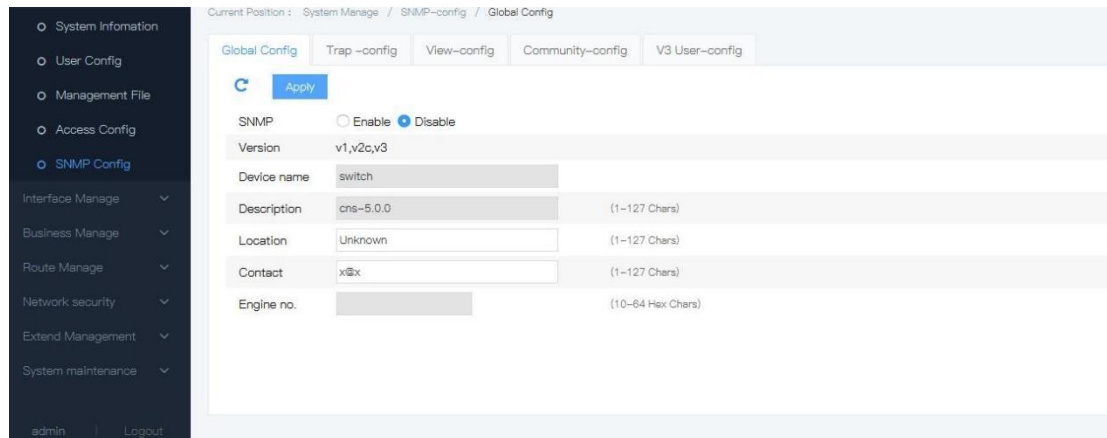 Current Position : System Manage / SNMP-config / Global Config
System Infomation
User Config
Management File
Access Config
SNMP Config
Interface Manage
Business Manage
Route Manage
Network security
Extend Management
System maintenance
admin | Logout
Global Config Trap -config View-config Community-config V3 User-config
Apply
SNMP Enable Disable
Version v1,v2c,v3
Device name switch
Description cns-5.0.0 (1-127 Chars)
Location Unknown (1-127 Chars)
Contact x@x (1-127 Chars)
Engine no. (10-64 Hex Chars)